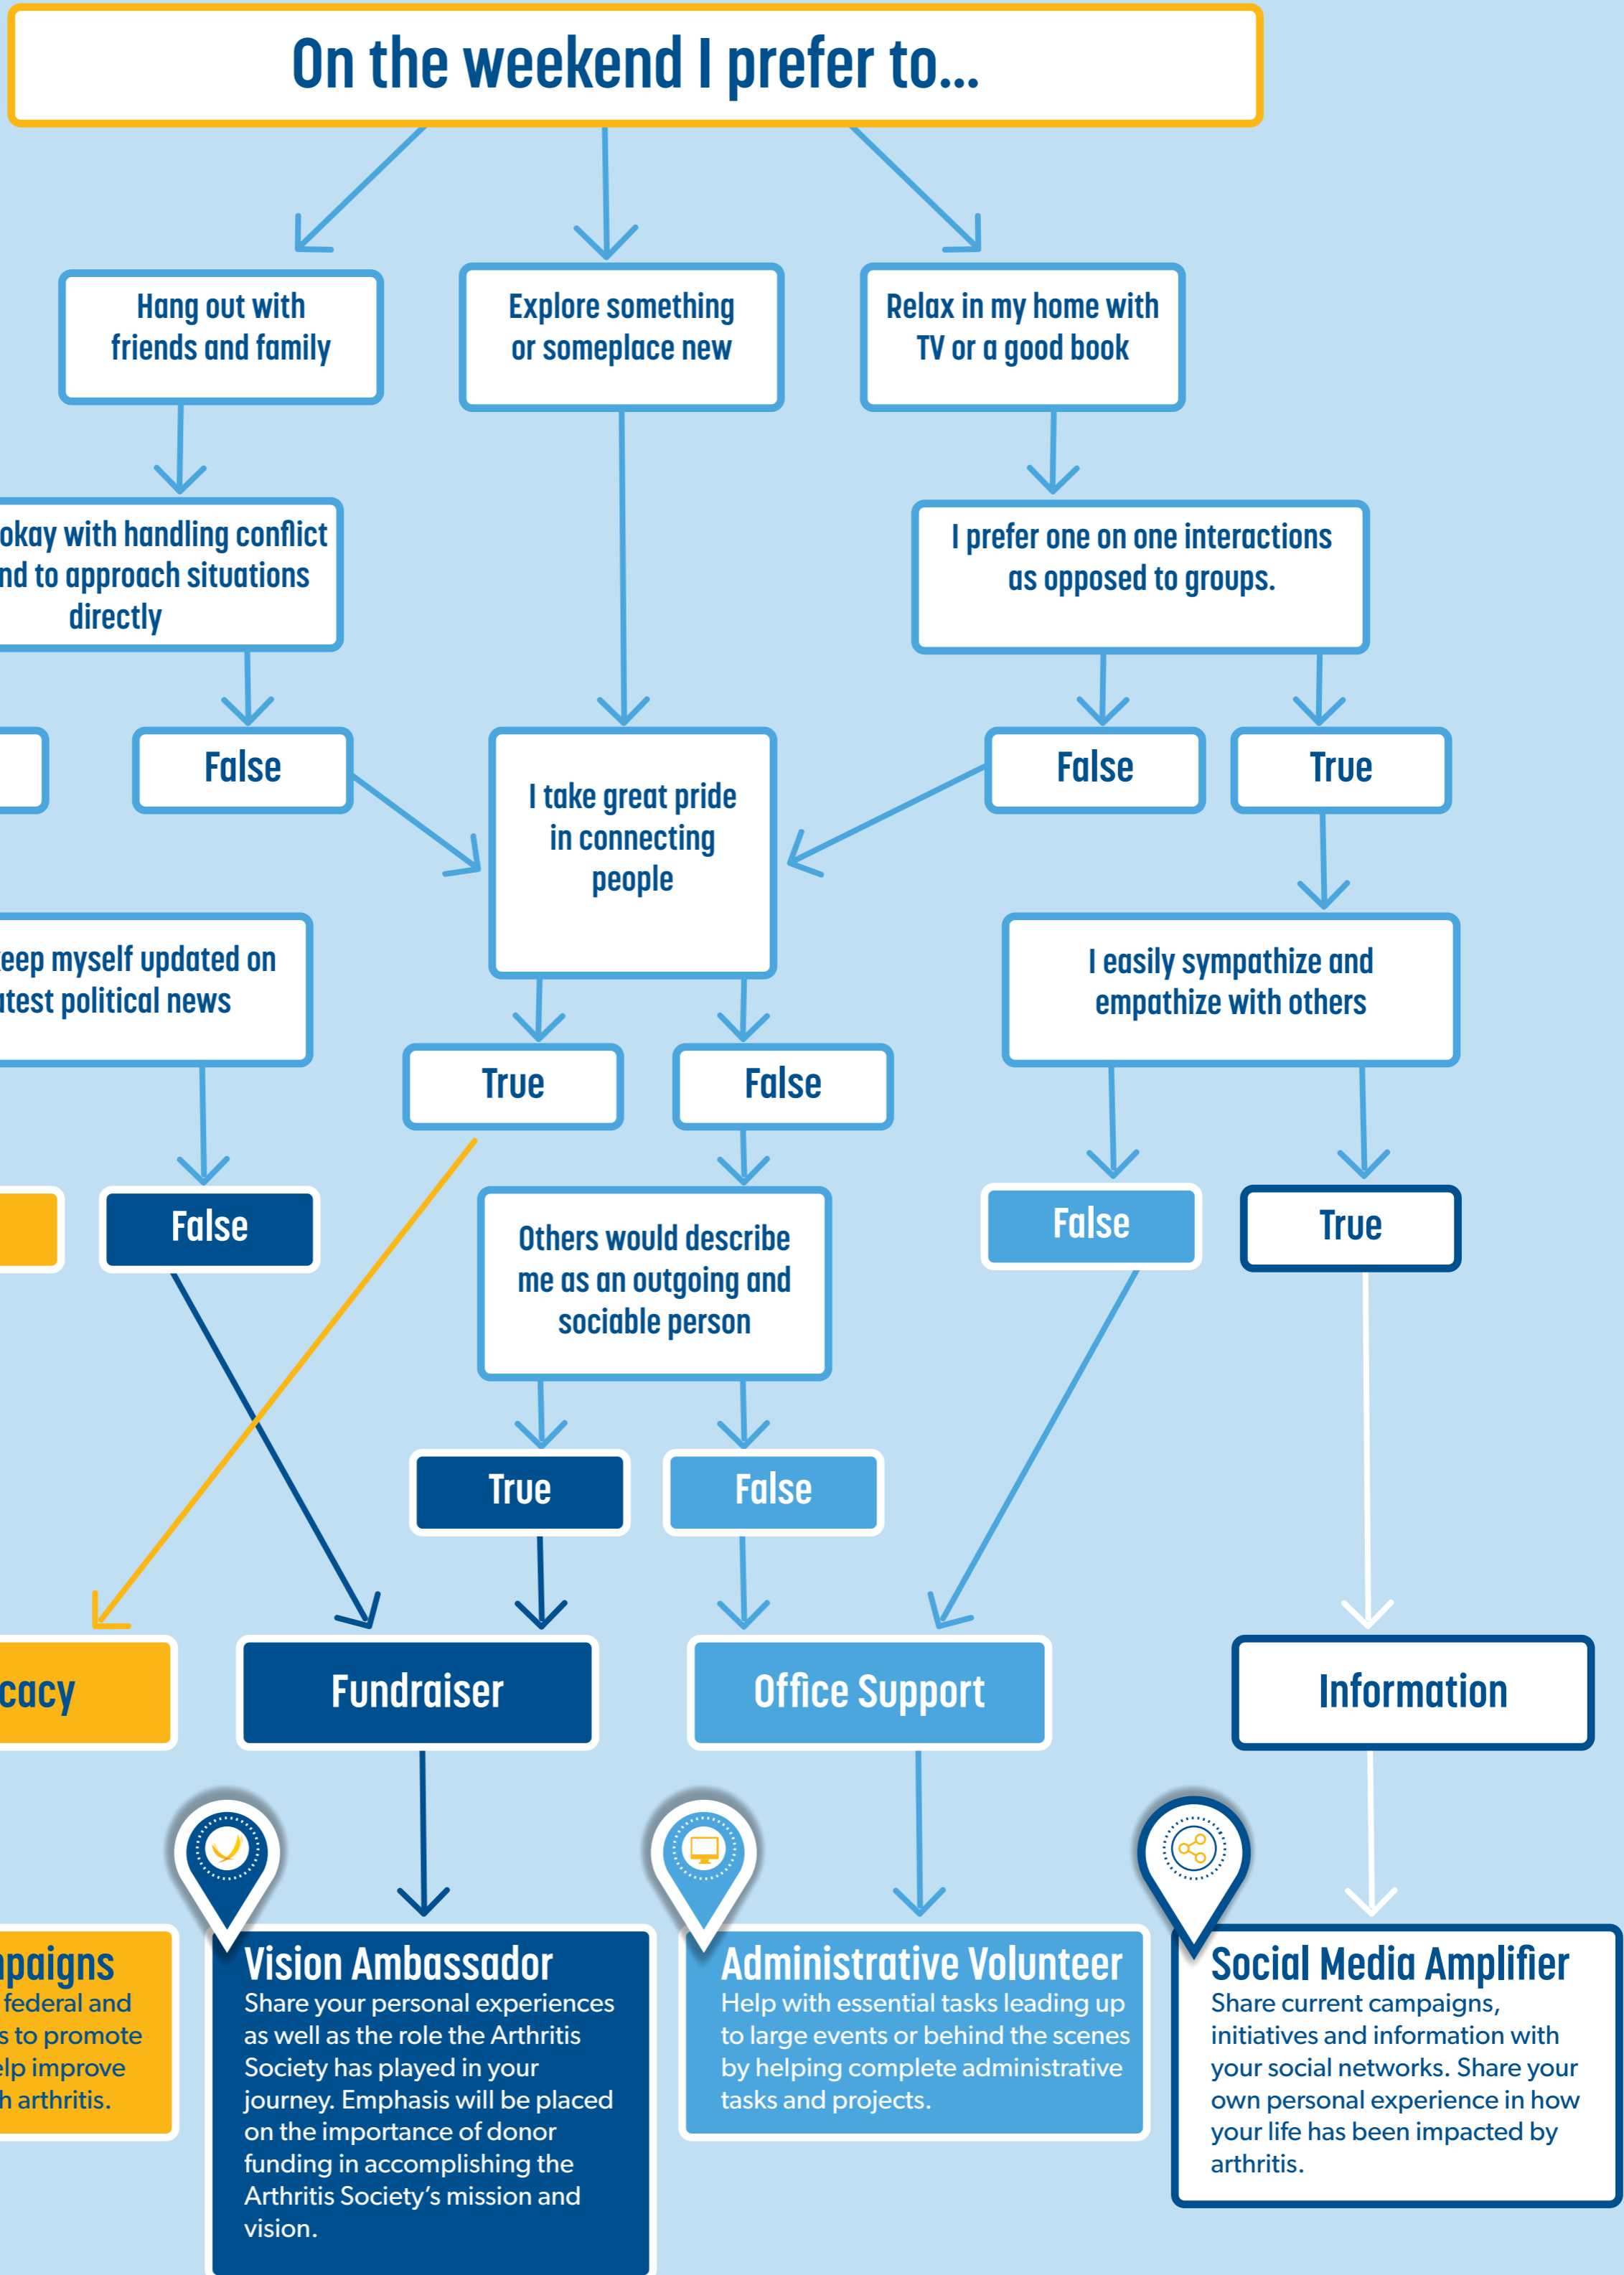 On the weekend I prefer to...
Hang out with
friends and family
Explore something
or someplace new
Relax in my home with
TV or a good book
okay with handling conflict
nd to approach situations
directly
I prefer one on one interactions
as opposed to groups.
False
I take great pride
in connecting
people
False
True
eep myself updated on
atest political news
I easily sympathize and
empathize with others
True
False
False
Others would describe
me as an outgoing and
sociable person
False
True
True
False
cacy
Fundraiser
Office Support
Information
paigns
federal and
s to promote
elp improve
h arthritis.
Vision Ambassador
Share your personal experiences
as well as the role the Arthritis
Society has played in your
journey. Emphasis will be placed
on the importance of donor
funding in accomplishing the
Arthritis Society’s mission and
vision.
Administrative Volunteer
Help with essential tasks leading up
to large events or behind the scenes
by helping complete administrative
tasks and projects.
Social Media Amplifier
Share current campaigns,
initiatives and information with
your social networks. Share your
own personal experience in how
your life has been impacted by
arthritis.